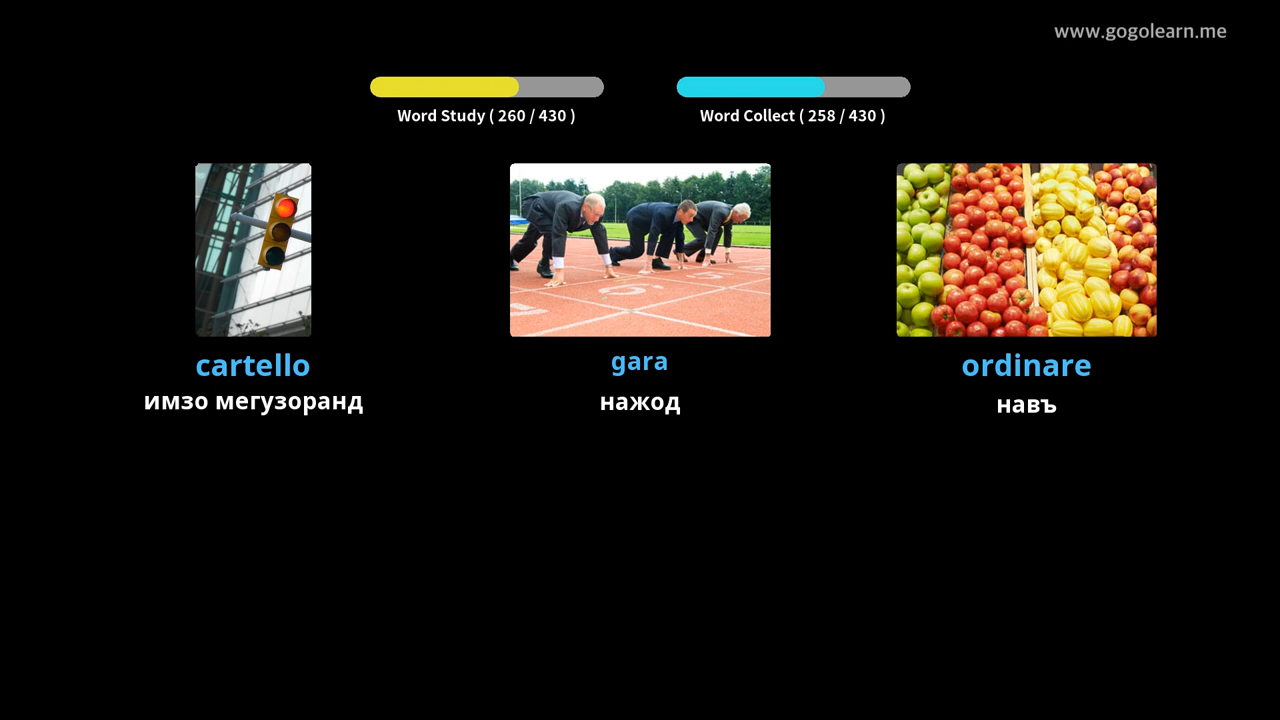 www.gogolearn.me
Word Study ( 260 / 430 )
Word Collect ( 258 / 430 )
cartello
имзо мегузоранд
gara
нажод
ordinare
навъ